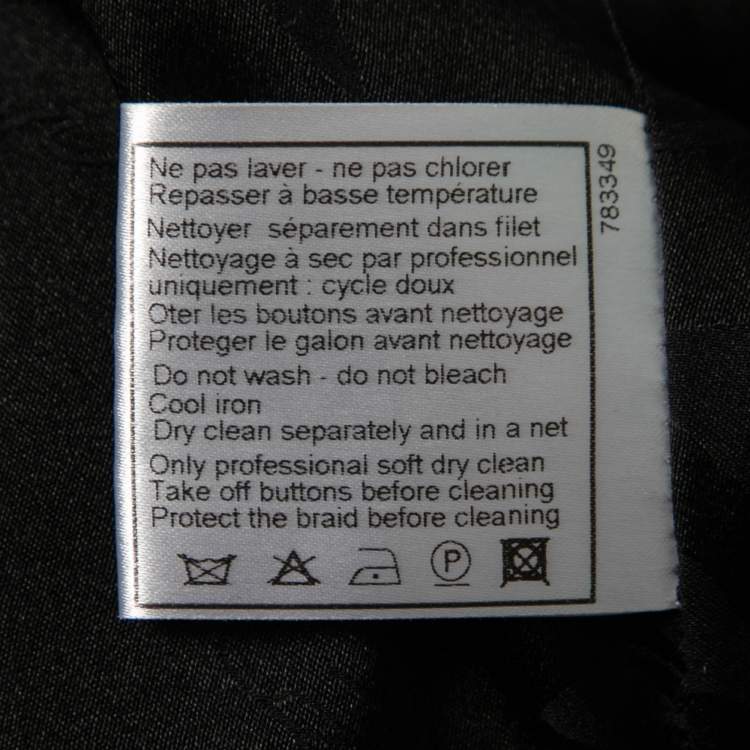 Ne pas laver - ne pas chlorer
Repasser à basse température
Nettoyer séparement dans filet
Nettoyage à sec par professionnel
uniquement : cycle doux
Oter les boutons avant nettoyage
Proteger le galon avant nettoyage
Do not wash - do not bleach
Cool iron
Dry clean separately and in a net
Only professional soft dry clean
Take off buttons before cleaning
Protect the braid before cleaning
P
783349